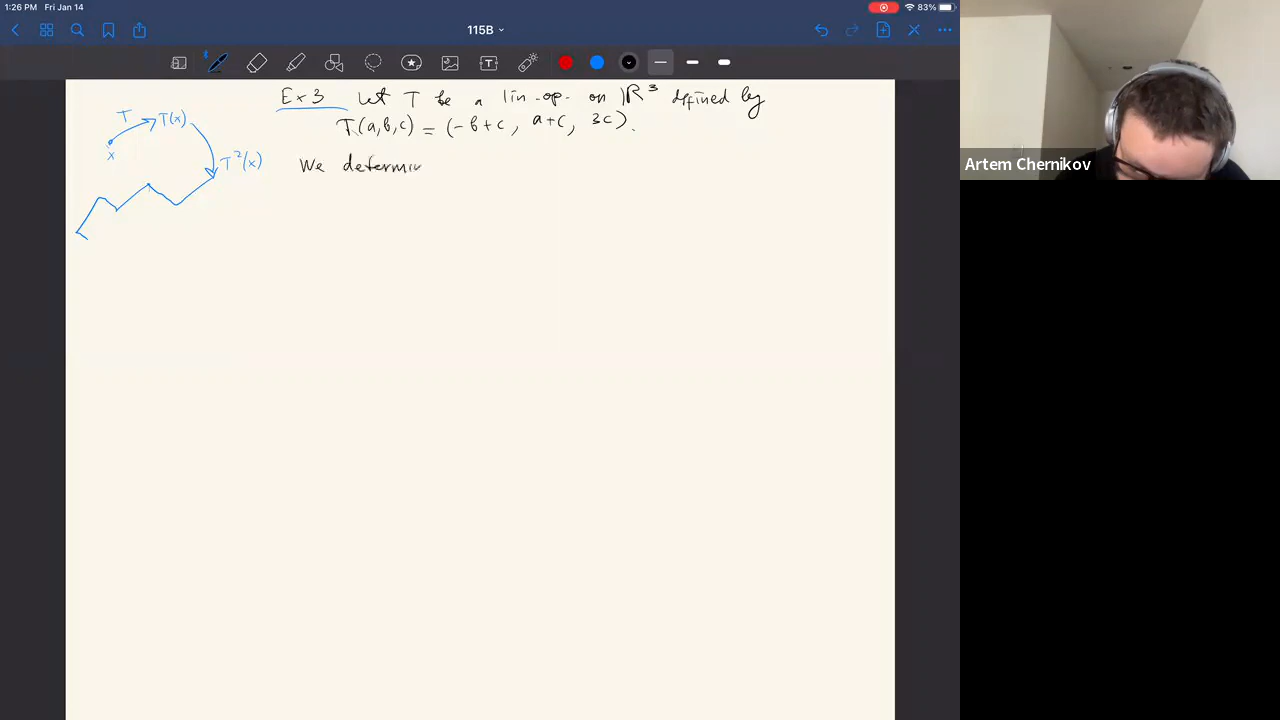 1:26 PM Fri Jan 14
83%
115B
Ex 3 Let T be a lin. op. on ℝ³ defined by
T(a,b,c) = (-b+c, a+c, 3c).
T
T(x)
x
T²(x)
We determin
Artem Chernikov